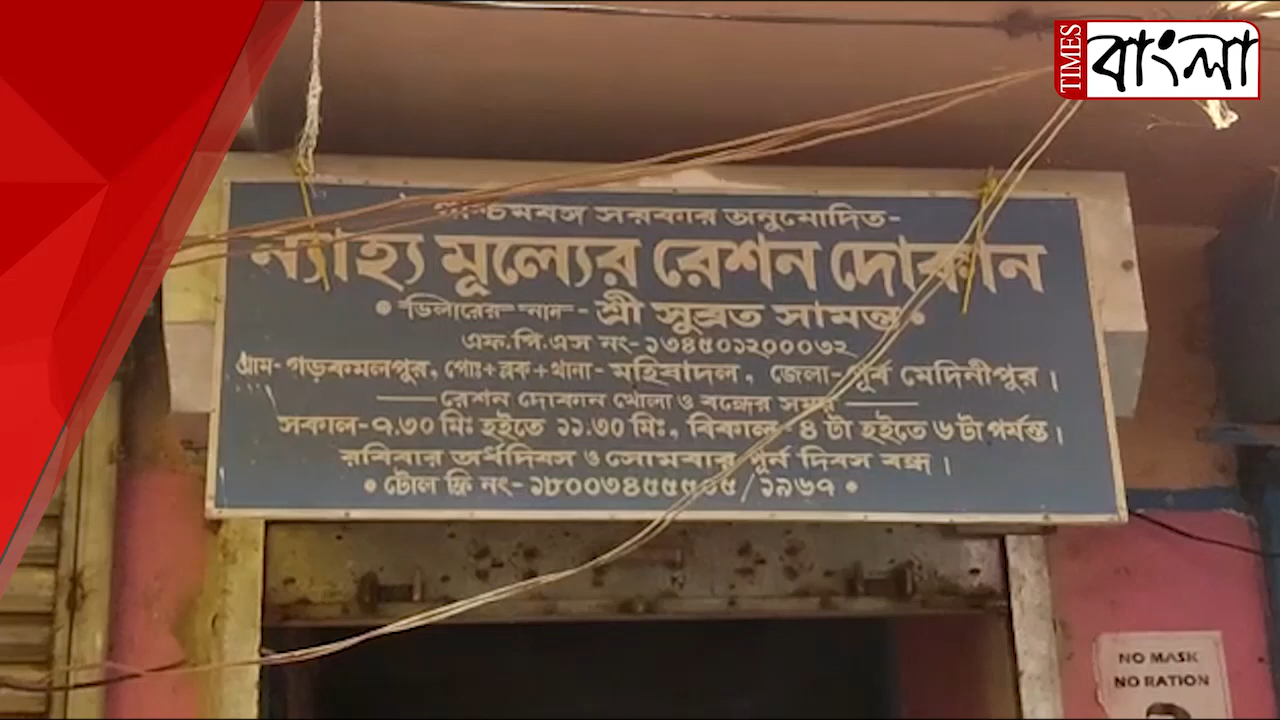 TIMES বাংলা
পশ্চিমবঙ্গ সরকার অনুমোদিত-
ন্যায্য মূল্যের রেশন দোকান
• ডিলারের নাম - শ্রী সুব্রত সামন্ত •
এফ.পি.এস নং-১৩৪৫০১২০০০৩২
গ্রাম- গড়কমলপুর, পোঃ+ব্লক+থানা- মহিষাদল, জেলা-পূর্ব মেদিনীপুর।
রেশন দোকান খোলা ও বন্ধের সময়
সকাল-৭.৩০ মিঃ হইতে ১১.৩০ মিঃ, বিকাল- ৪ টা হইতে ৬ টা পর্যন্ত।
রবিবার অর্ধদিবস ও সোমবার পূর্ন দিবস বন্ধ।
• টোল ফ্রি নং- /১৯৬৭ •
NO MASK
NO RATION